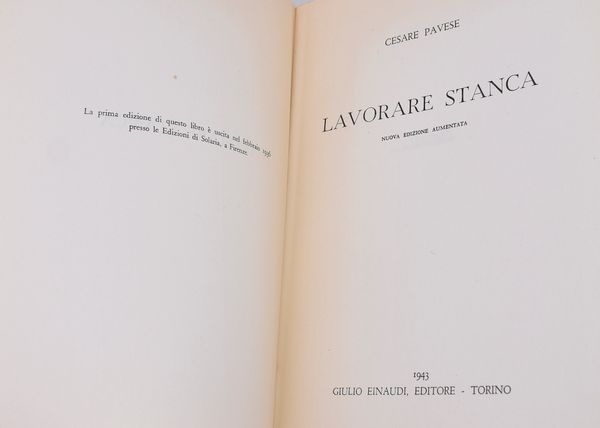 La prima edizione di questo libro è uscita nel febbraio 1936
presso le Edizioni di Solaria, a Firenze.
CESARE PAVESE
LAVORARE STANCA
NUOVA EDIZIONE AUMENTATA
1943
GIULIO EINAUDI, EDITORE - TORINO